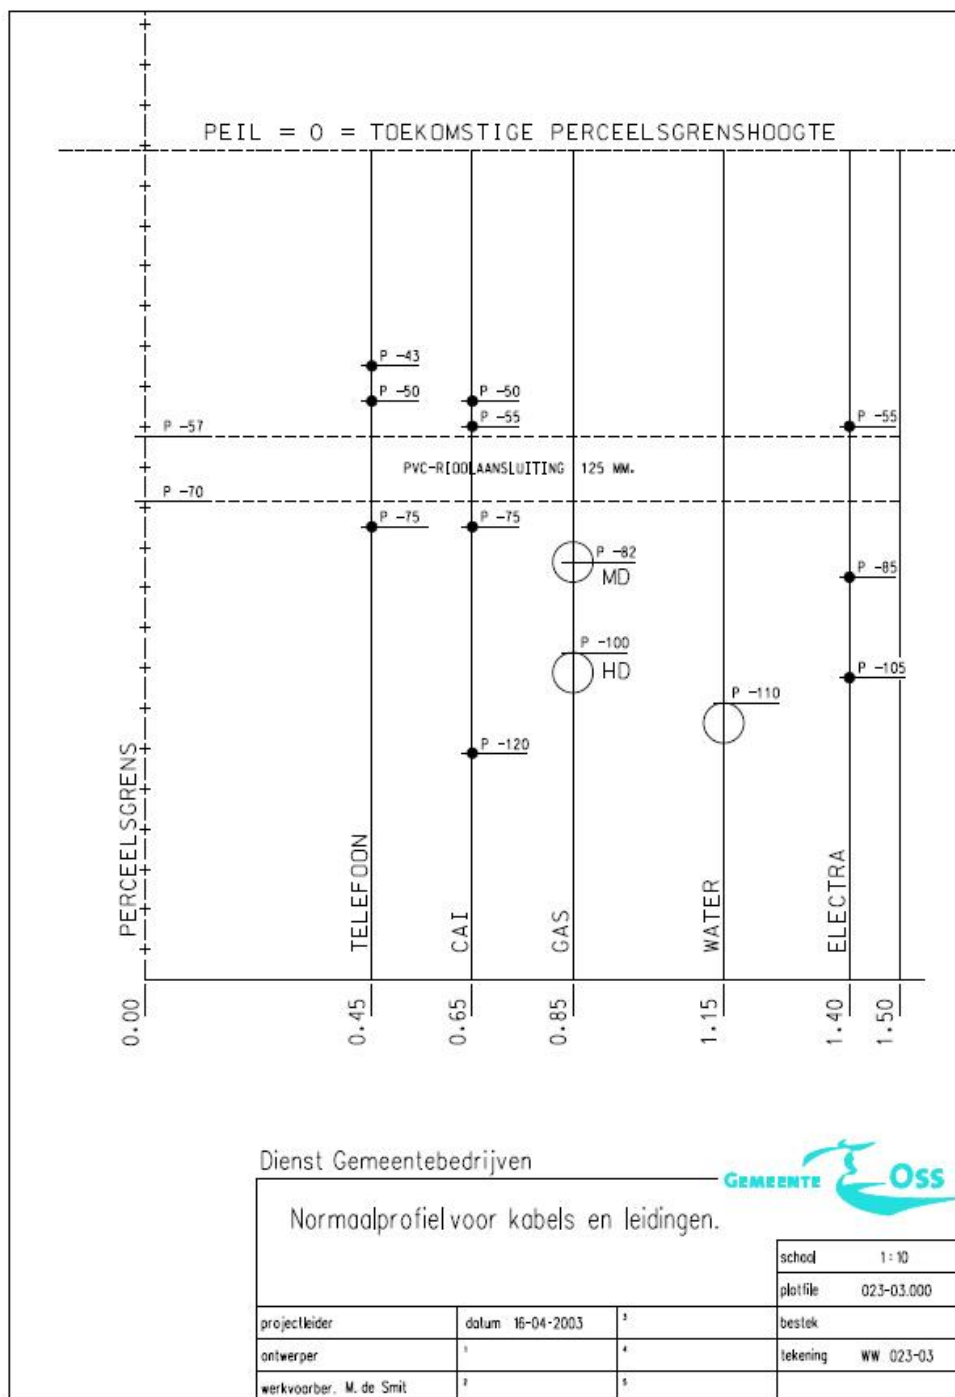 PEIL = 0 = TOEKOMSTIGE PERCEELSGRENSHOOGTE
P -43
P -50
P -50
P -55
P -55
P -57
PVC-RIOOLAANSLUITING 125 MM.
P -70
P -75
P -75
P -82
MD
P -85
P -100
HD
P -105
P -110
P -120
PERCEELSGRENS
TELEFOON
CAI
GAS
WATER
ELECTRA
0.00
0.45
0.65
0.85
1.15
1.40
1.50
Dienst Gemeentebedrijven
GEMEENTE OSS
Normaalprofiel voor kabels en leidingen.
schaal 1:10
plotfile 023-03.000
projectleider datum 16-04-2003 3 bestek
ontwerper 1 4 tekening WW 023-03
werkvoorber. M. de Smit 2 5